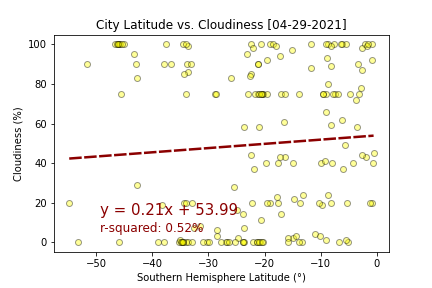 City Latitude vs. Cloudiness [04-29-2021]
100
80
60
40
20
0
Cloudiness (%)
y = 0.21x + 53.99
r-squared: 0.52%
−50 −40 −30 −20 −10 0
Southern Hemisphere Latitude (°)